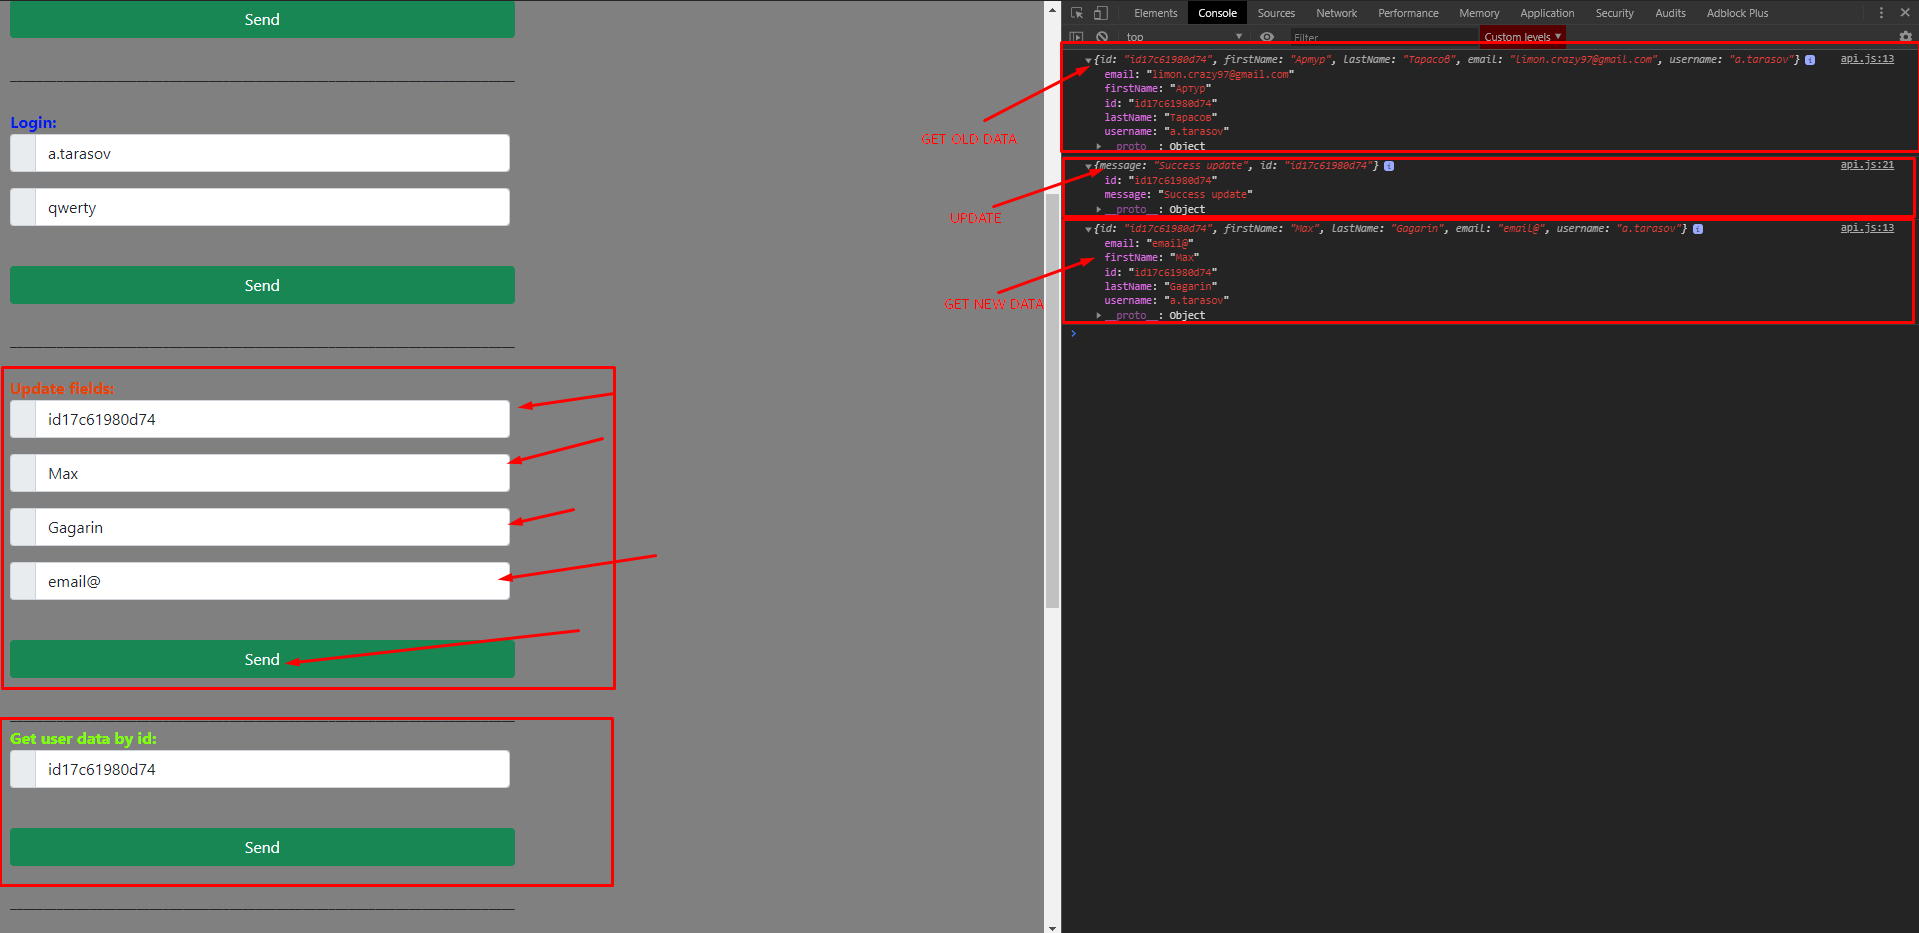 Send
Login:
a.tarasov
qwerty
Send
Update fields:
id17c61980d74
Max
Gagarin
email@
Send
Get user data by id:
id17c61980d74
Send
GET OLD DATA
UPDATE
GET NEW DATA
Elements Console Sources Network Performance Memory Application Security Audits Adblock Plus
top Filter Custom levels
{id: "id17c61980d74", firstName: "Артур", lastName: "Тарасов", email: "limon.crazy97@gmail.com", username: "a.tarasov"} api.js:13
email: "limon.crazy97@gmail.com"
firstName: "Артур"
id: "id17c61980d74"
lastName: "Тарасов"
username: "a.tarasov"
__proto__: Object
{message: "Success update", id: "id17c61980d74"} api.js:21
id: "id17c61980d74"
message: "Success update"
__proto__: Object
{id: "id17c61980d74", firstName: "Max", lastName: "Gagarin", email: "email@", username: "a.tarasov"} api.js:13
email: "email@"
firstName: "Max"
id: "id17c61980d74"
lastName: "Gagarin"
username: "a.tarasov"
__proto__: Object